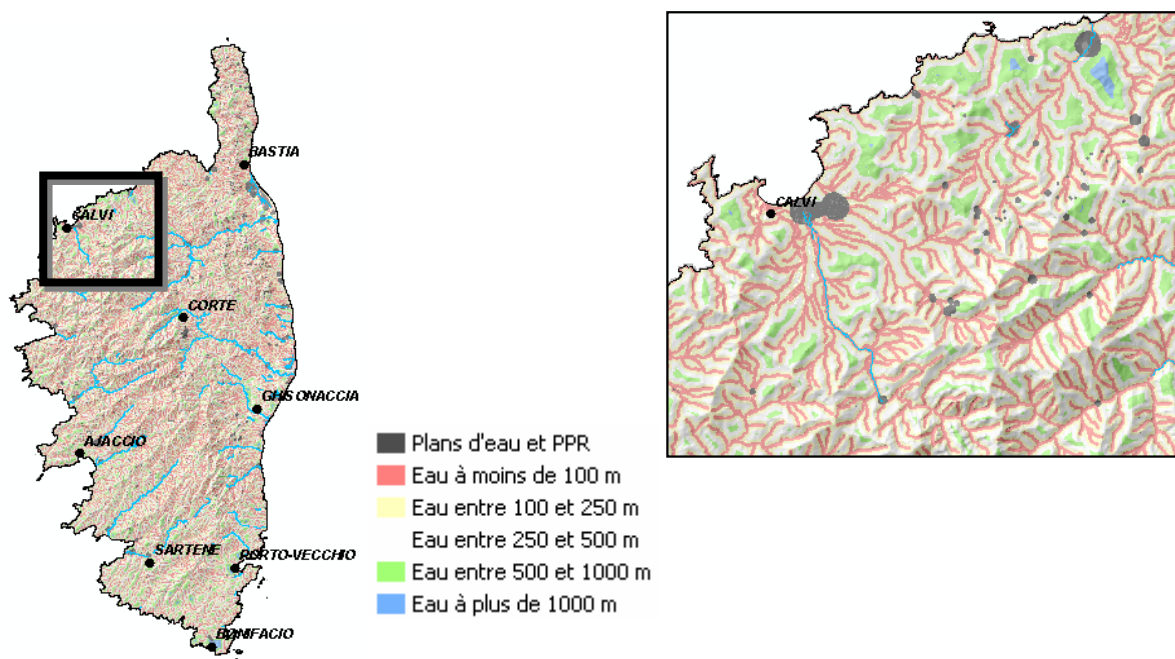 BASTIA
CALVI
CORTE
GHISONACCIA
AJACCIO
SARTENE
PORTO-VECCHIO
BONIFACIO
Plans d'eau et PPR
Eau à moins de 100 m
Eau entre 100 et 250 m
Eau entre 250 et 500 m
Eau entre 500 et 1000 m
Eau à plus de 1000 m
CALVI